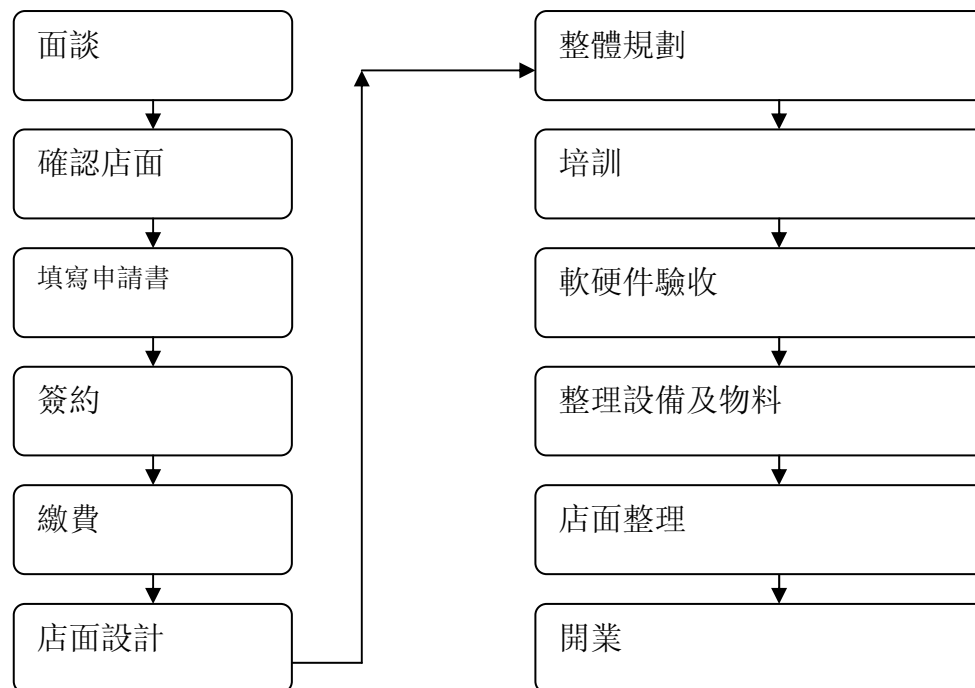 面談
確認店面
填寫申請書
簽約
繳費
店面設計
整體規劃
培訓
軟硬件驗收
整理設備及物料
店面整理
開業